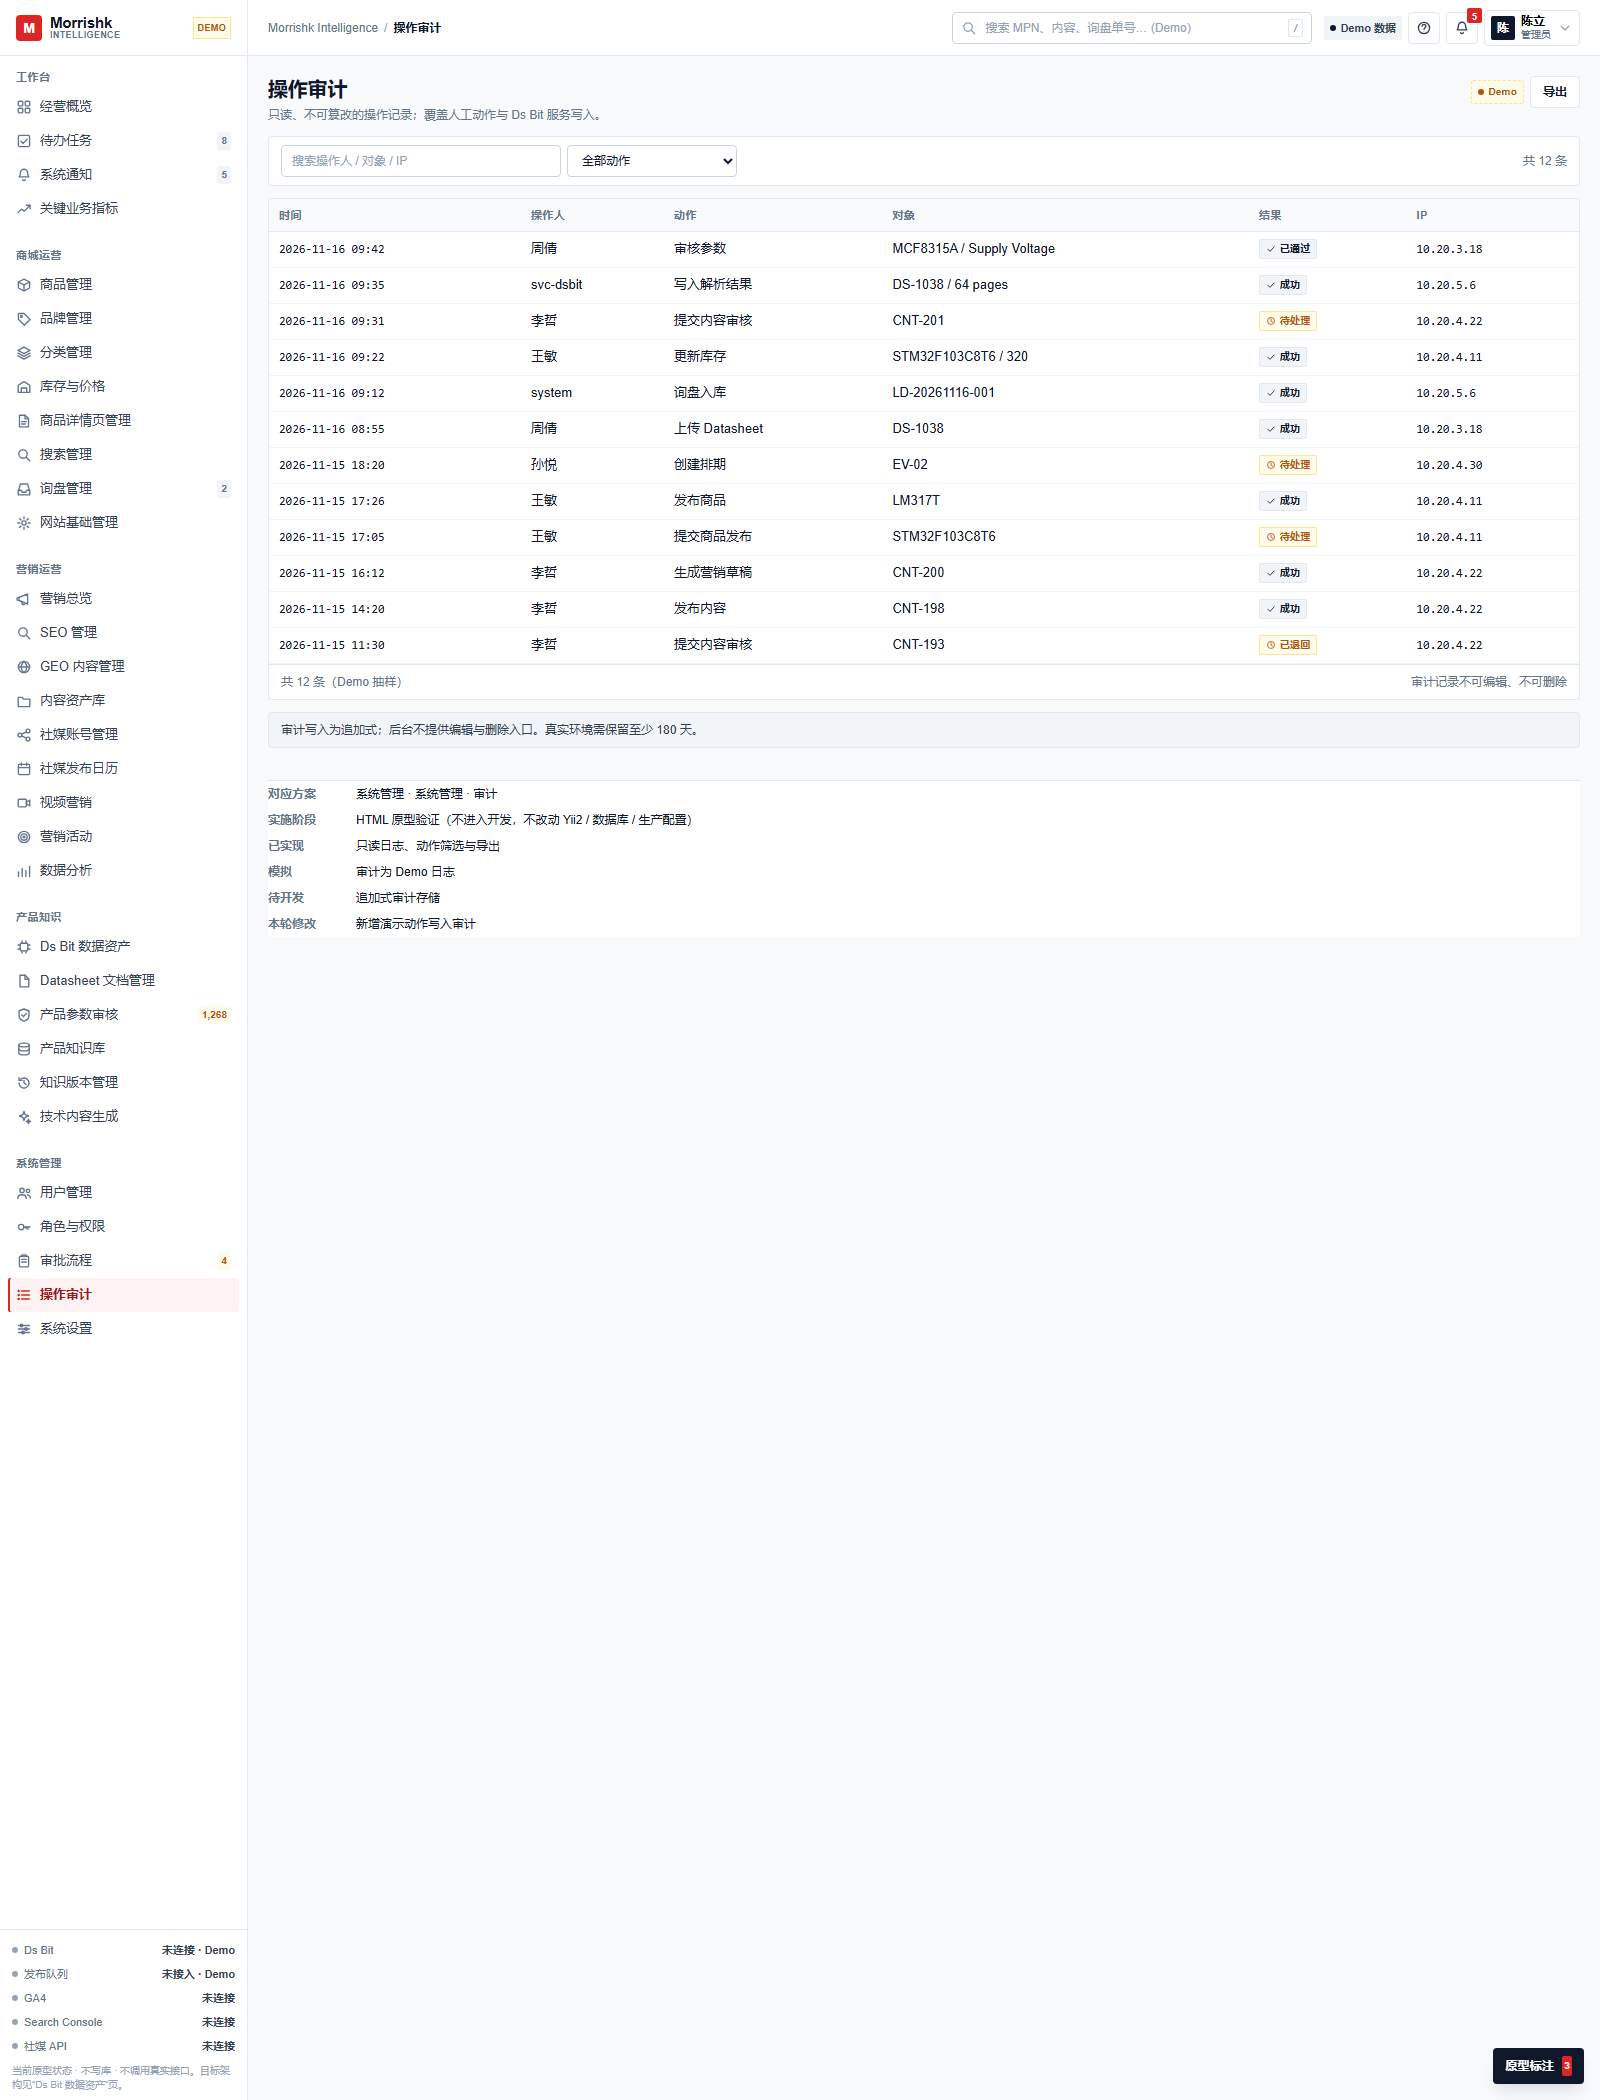 M Morrishk INTELLIGENCE DEMO
Morrishk Intelligence / 操作审计
搜索 MPN、内容、询盘单号... (Demo) /
Demo 数据
5
陈 陈立 管理员
工作台
经营概览
待办任务 8
系统通知 5
关键业务指标
商城运营
商品管理
品牌管理
分类管理
库存与价格
商品详情页管理
搜索管理
询盘管理 2
网站基础管理
营销运营
营销总览
SEO 管理
GEO 内容管理
内容资产库
社媒账号管理
社媒发布日历
视频营销
营销活动
数据分析
产品知识
Ds Bit 数据资产
Datasheet 文档管理
产品参数审核 1,268
产品知识库
知识版本管理
技术内容生成
系统管理
用户管理
角色与权限
审批流程 4
操作审计
系统设置
Ds Bit 未连接 · Demo
发布队列 未接入 · Demo
GA4 未连接
Search Console 未连接
社媒 API 未连接
当前原型状态 · 不写库 · 不调用真实接口。目标架
构见"Ds Bit 数据资产"页。
操作审计
只读、不可篡改的操作记录；覆盖人工动作与 Ds Bit 服务写入。
Demo
导出
搜索操作人 / 对象 / IP
全部动作
共 12 条
时间 操作人 动作 对象 结果 IP
2026-11-16 09:42 周倩 审核参数 MCF8315A / Supply Voltage 已通过 10.20.3.18
2026-11-16 09:35 svc-dsbit 写入解析结果 DS-1038 / 64 pages 成功 10.20.5.6
2026-11-16 09:31 李哲 提交内容审核 CNT-201 待处理 10.20.4.22
2026-11-16 09:22 王敏 更新库存 STM32F103C8T6 / 320 成功 10.20.4.11
2026-11-16 09:12 system 询盘入库 LD-20261116-001 成功 10.20.5.6
2026-11-16 08:55 周倩 上传 Datasheet DS-1038 成功 10.20.3.18
2026-11-15 18:20 孙悦 创建排期 EV-02 待处理 10.20.4.30
2026-11-15 17:26 王敏 发布商品 LM317T 成功 10.20.4.11
2026-11-15 17:05 王敏 提交商品发布 STM32F103C8T6 待处理 10.20.4.11
2026-11-15 16:12 李哲 生成营销草稿 CNT-200 成功 10.20.4.22
2026-11-15 14:20 李哲 发布内容 CNT-198 成功 10.20.4.22
2026-11-15 11:30 李哲 提交内容审核 CNT-193 已退回 10.20.4.22
共 12 条（Demo 抽样） 审计记录不可编辑、不可删除
审计写入为追加式；后台不提供编辑与删除入口。真实环境需保留至少 180 天。
对应方案 系统管理 · 系统管理 · 审计
实施阶段 HTML 原型验证（不进入开发，不改动 Yii2 / 数据库 / 生产配置）
已实现 只读日志、动作筛选与导出
模拟 审计为 Demo 日志
待开发 追加式审计存储
本轮修改 新增演示动作写入审计
原型标注 3